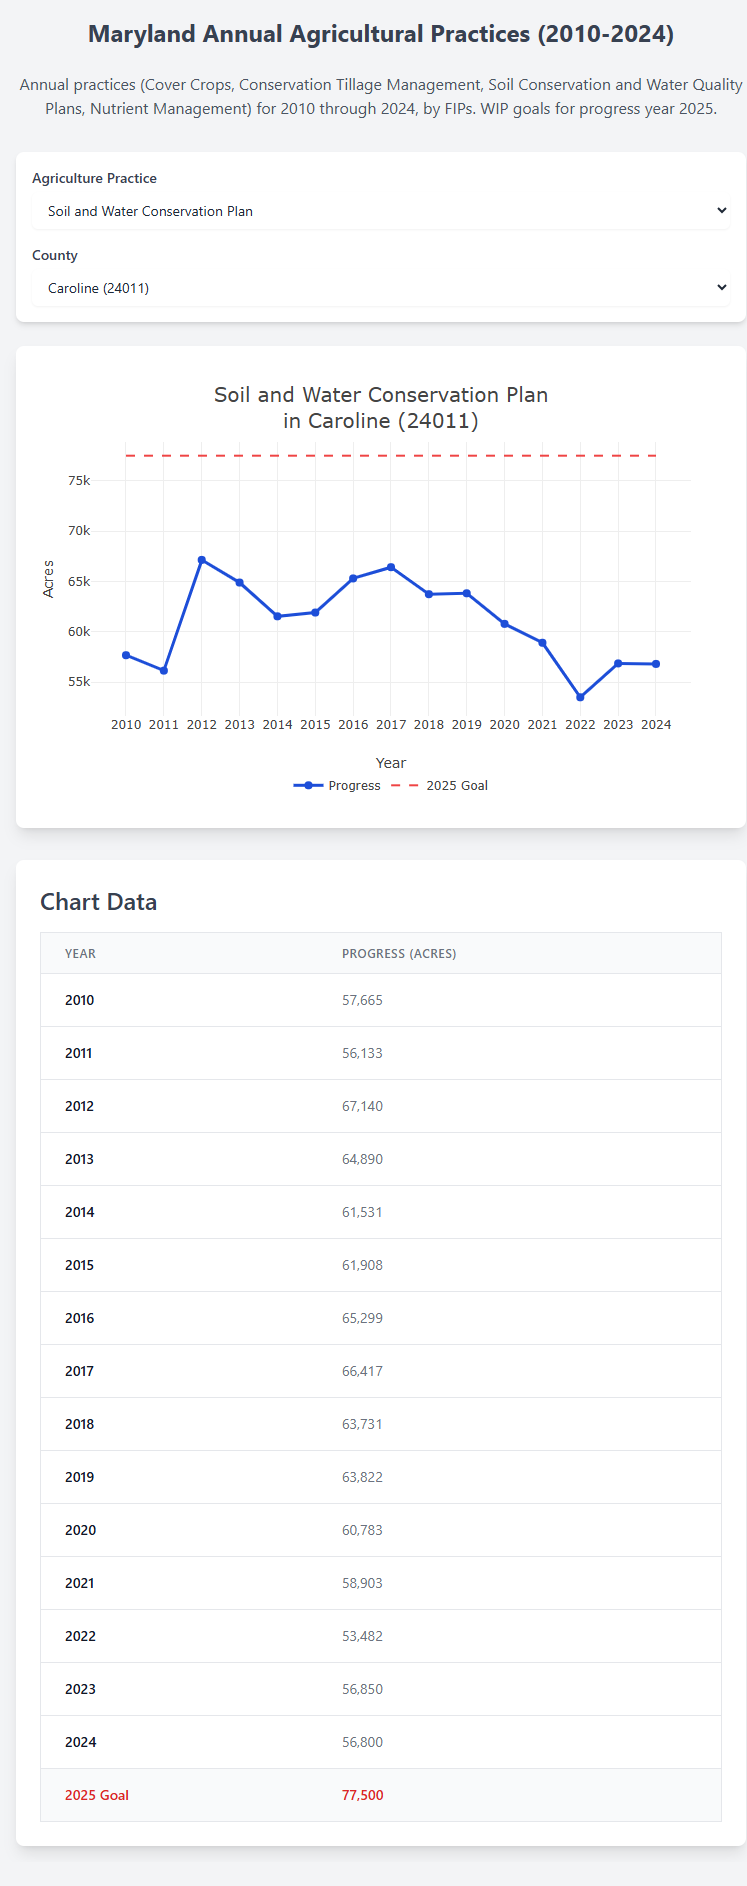 Maryland Annual Agricultural Practices (2010-2024)
Annual practices (Cover Crops, Conservation Tillage Management, Soil Conservation and Water Quality
Plans, Nutrient Management) for 2010 through 2024, by FIPs. WIP goals for progress year 2025.
Agriculture Practice
Soil and Water Conservation Plan
County
Caroline (24011)
Soil and Water Conservation Plan
in Caroline (24011)
75k
70k
65k
60k
55k
Acres
2010 2011 2012 2013 2014 2015 2016 2017 2018 2019 2020 2021 2022 2023 2024
Year
Progress 2025 Goal
Chart Data
YEAR PROGRESS (ACRES)
2010 57,665
2011 56,133
2012 67,140
2013 64,890
2014 61,531
2015 61,908
2016 65,299
2017 66,417
2018 63,731
2019 63,822
2020 60,783
2021 58,903
2022 53,482
2023 56,850
2024 56,800
2025 Goal 77,500